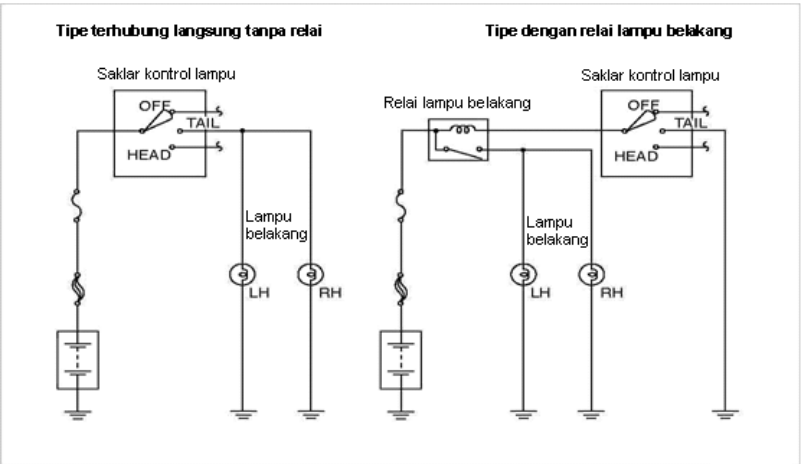 Tipe terhubung langsung tanpa relai
Saklar kontrol lampu
OFF
TAIL
HEAD
Lampu
belakang
LH
RH
Tipe dengan relai lampu belakang
Saklar kontrol lampu
Relai lampu belakang
OFF
TAIL
HEAD
Lampu
belakang
LH
RH